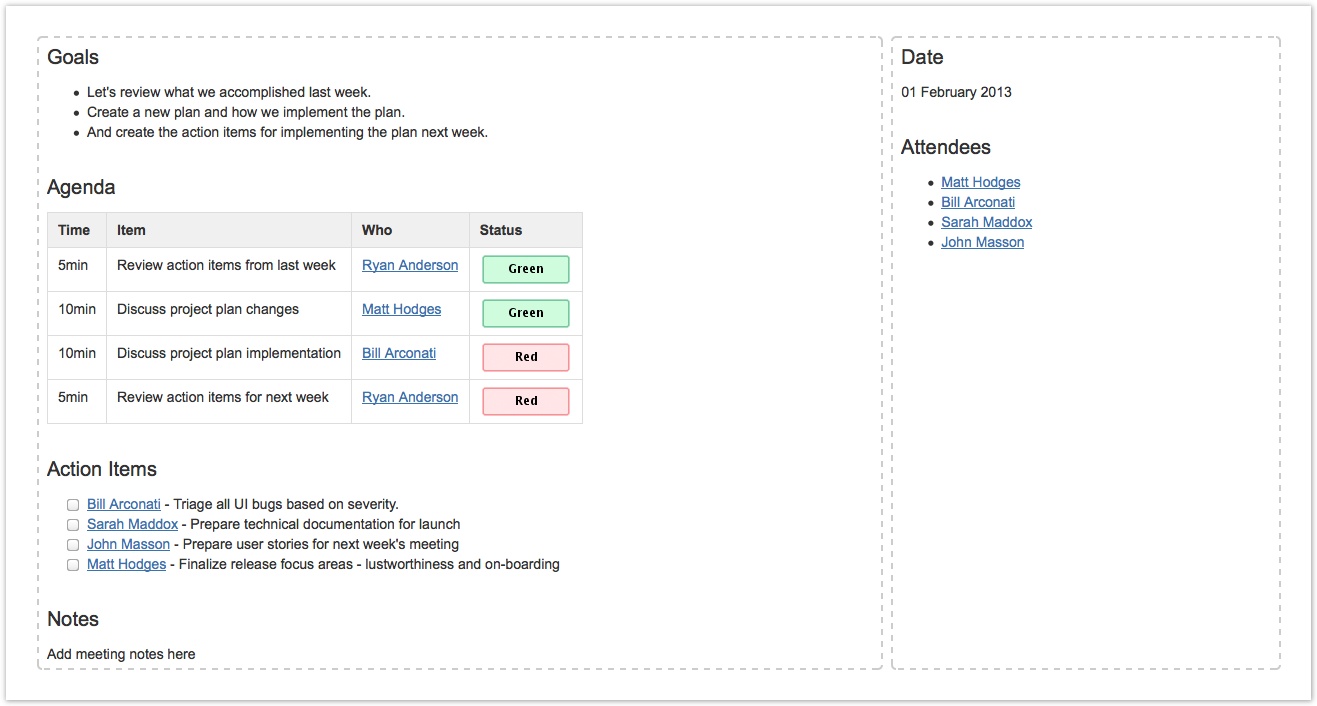 Goals
Let's review what we accomplished last week.
Create a new plan and how we implement the plan.
And create the action items for implementing the plan next week.
Agenda
Time Item Who Status
5min Review action items from last week Ryan Anderson Green
10min Discuss project plan changes Matt Hodges Green
10min Discuss project plan implementation Bill Arconati Red
5min Review action items for next week Ryan Anderson Red
Action Items
Bill Arconati - Triage all UI bugs based on severity.
Sarah Maddox - Prepare technical documentation for launch
John Masson - Prepare user stories for next week's meeting
Matt Hodges - Finalize release focus areas - lustworthiness and on-boarding
Notes
Add meeting notes here
Date
01 February 2013
Attendees
Matt Hodges
Bill Arconati
Sarah Maddox
John Masson